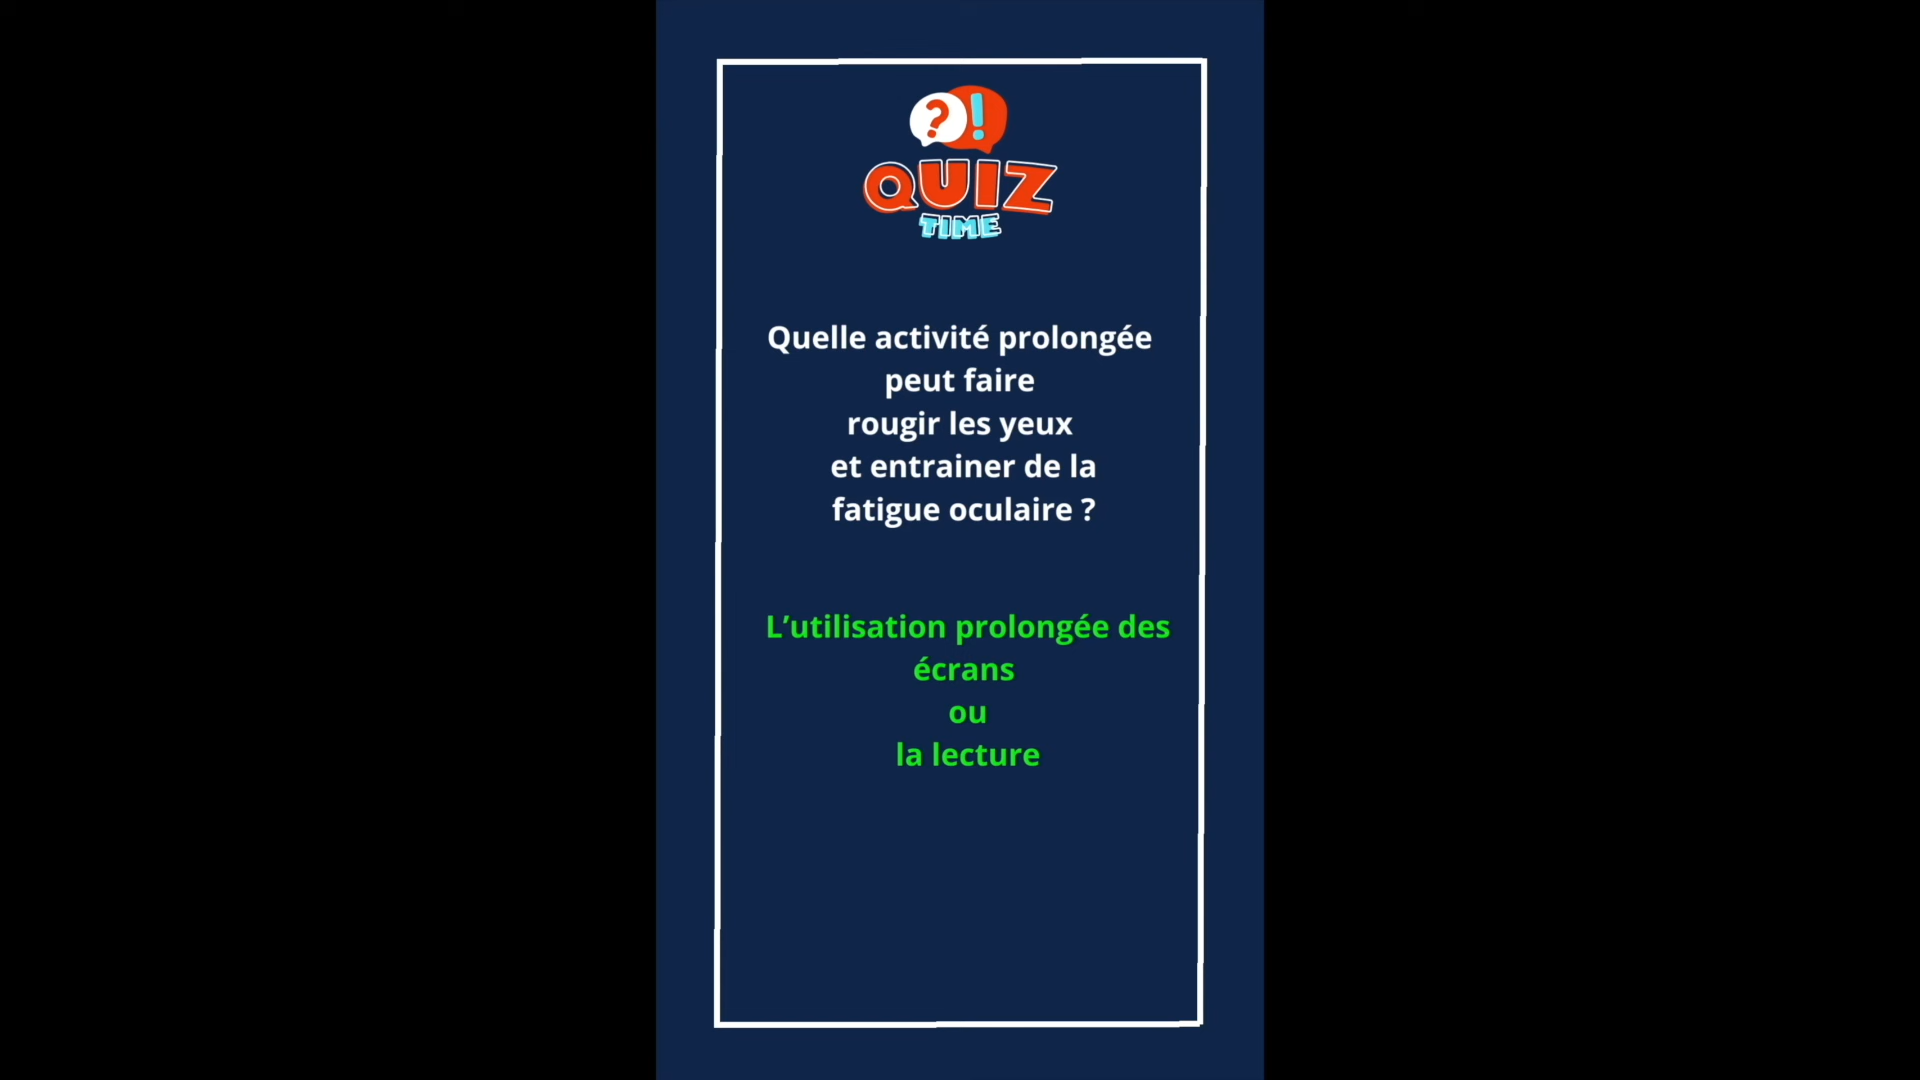 ?!
QUIZ
TIME
Quelle activité prolongée
peut faire
rougir les yeux
et entrainer de la
fatigue oculaire ?
L’utilisation prolongée des
écrans
ou
la lecture